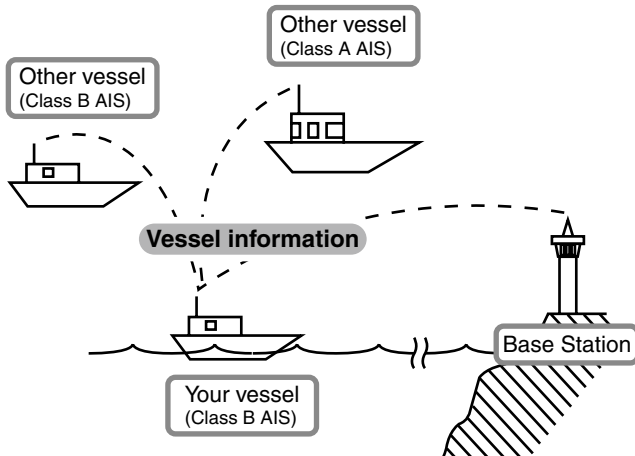 Other vessel
(Class A AIS)
Other vessel
(Class B AIS)
Vessel information
Base Station
Your vessel
(Class B AIS)